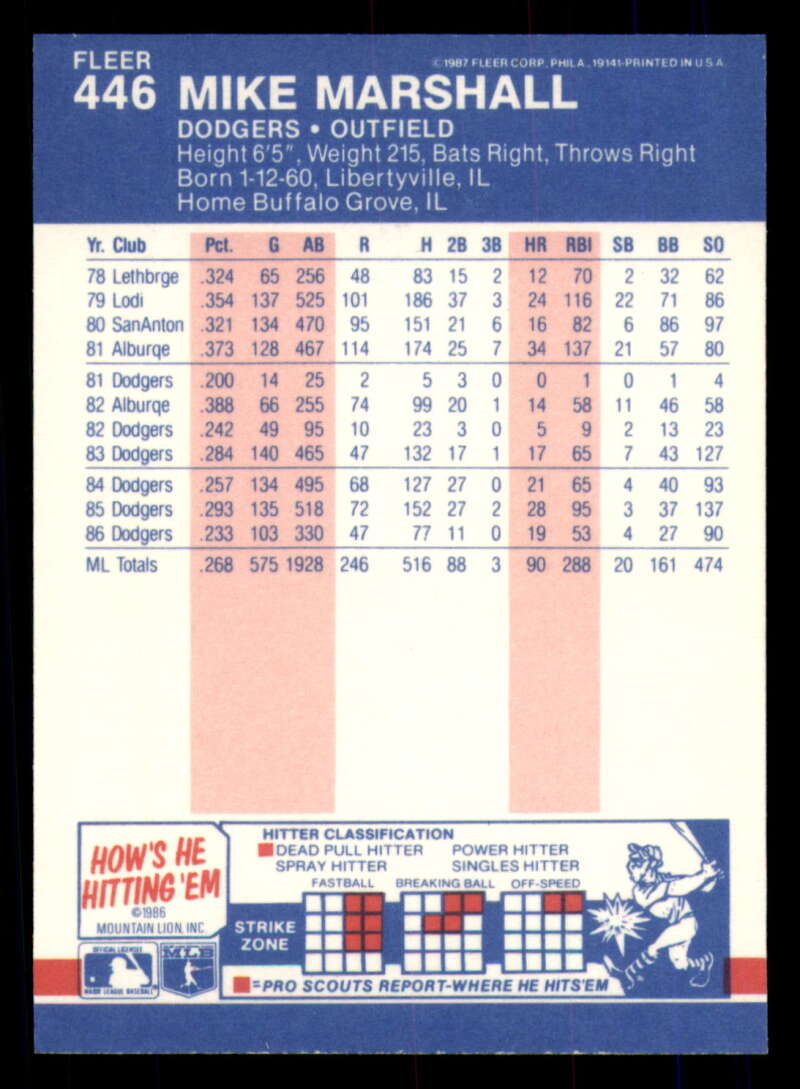 FLEER
©1987 FLEER CORP. PHILA., 19141-PRINTED IN U S A.
446 MIKE MARSHALL
DODGERS • OUTFIELD
Height 6'5", Weight 215, Bats Right, Throws Right
Born 1-12-60, Libertyville, IL
Home Buffalo Grove, IL
Yr. Club Pct. G AB R H 2B 3B HR RBI SB BB SO
78 Lethbrge .324 65 256 48 83 15 2 12 70 2 32 62
79 Lodi .354 137 525 101 186 37 3 24 116 22 71 86
80 SanAnton .321 134 470 95 151 21 6 16 82 6 86 97
81 Alburqe .373 128 467 114 174 25 7 34 137 21 57 80
81 Dodgers .200 14 25 2 5 3 0 0 1 0 1 4
82 Alburqe .388 66 255 74 99 20 1 14 58 11 46 58
82 Dodgers .242 49 95 10 23 3 0 5 9 2 13 23
83 Dodgers .284 140 465 47 132 17 1 17 65 7 43 127
84 Dodgers .257 134 495 68 127 27 0 21 65 4 40 93
85 Dodgers .293 135 518 72 152 27 2 28 95 3 37 137
86 Dodgers .233 103 330 47 77 11 0 19 53 4 27 90
ML Totals .268 575 1928 246 516 88 3 90 288 20 161 474
HOW'S HE
HITTING 'EM
©1986
MOUNTAIN LION, INC.
OFFICIAL LICENSEE
MAJOR LEAGUE BASEBALL
MLB
HITTER CLASSIFICATION
DEAD PULL HITTER POWER HITTER
SPRAY HITTER SINGLES HITTER
FASTBALL BREAKING BALL OFF-SPEED
STRIKE
ZONE
=PRO SCOUTS REPORT-WHERE HE HITS 'EM